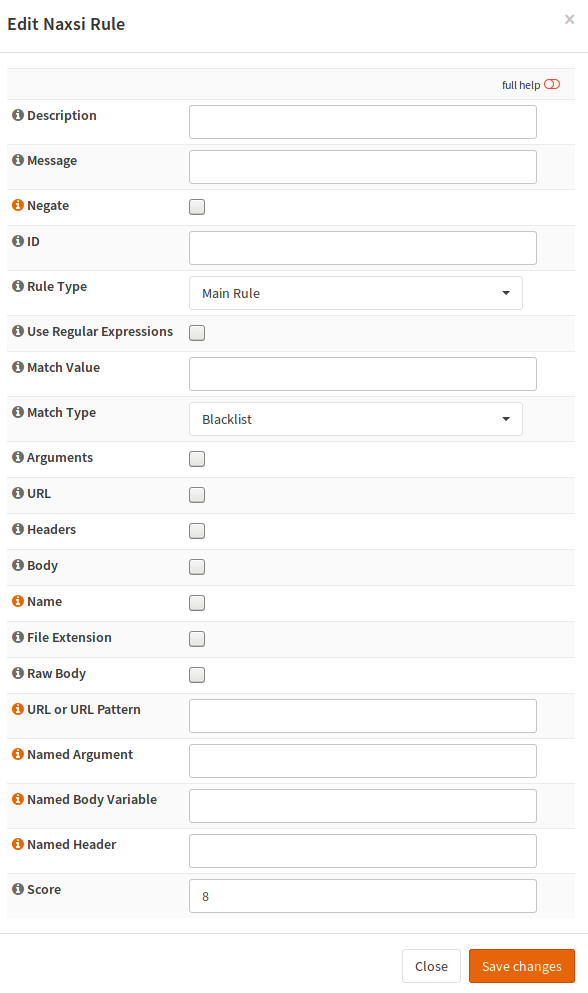 Edit Naxsi Rule
×
full help
Description
Message
Negate
ID
Rule Type
Main Rule
Use Regular Expressions
Match Value
Match Type
Blacklist
Arguments
URL
Headers
Body
Name
File Extension
Raw Body
URL or URL Pattern
Named Argument
Named Body Variable
Named Header
Score
8
Close
Save changes